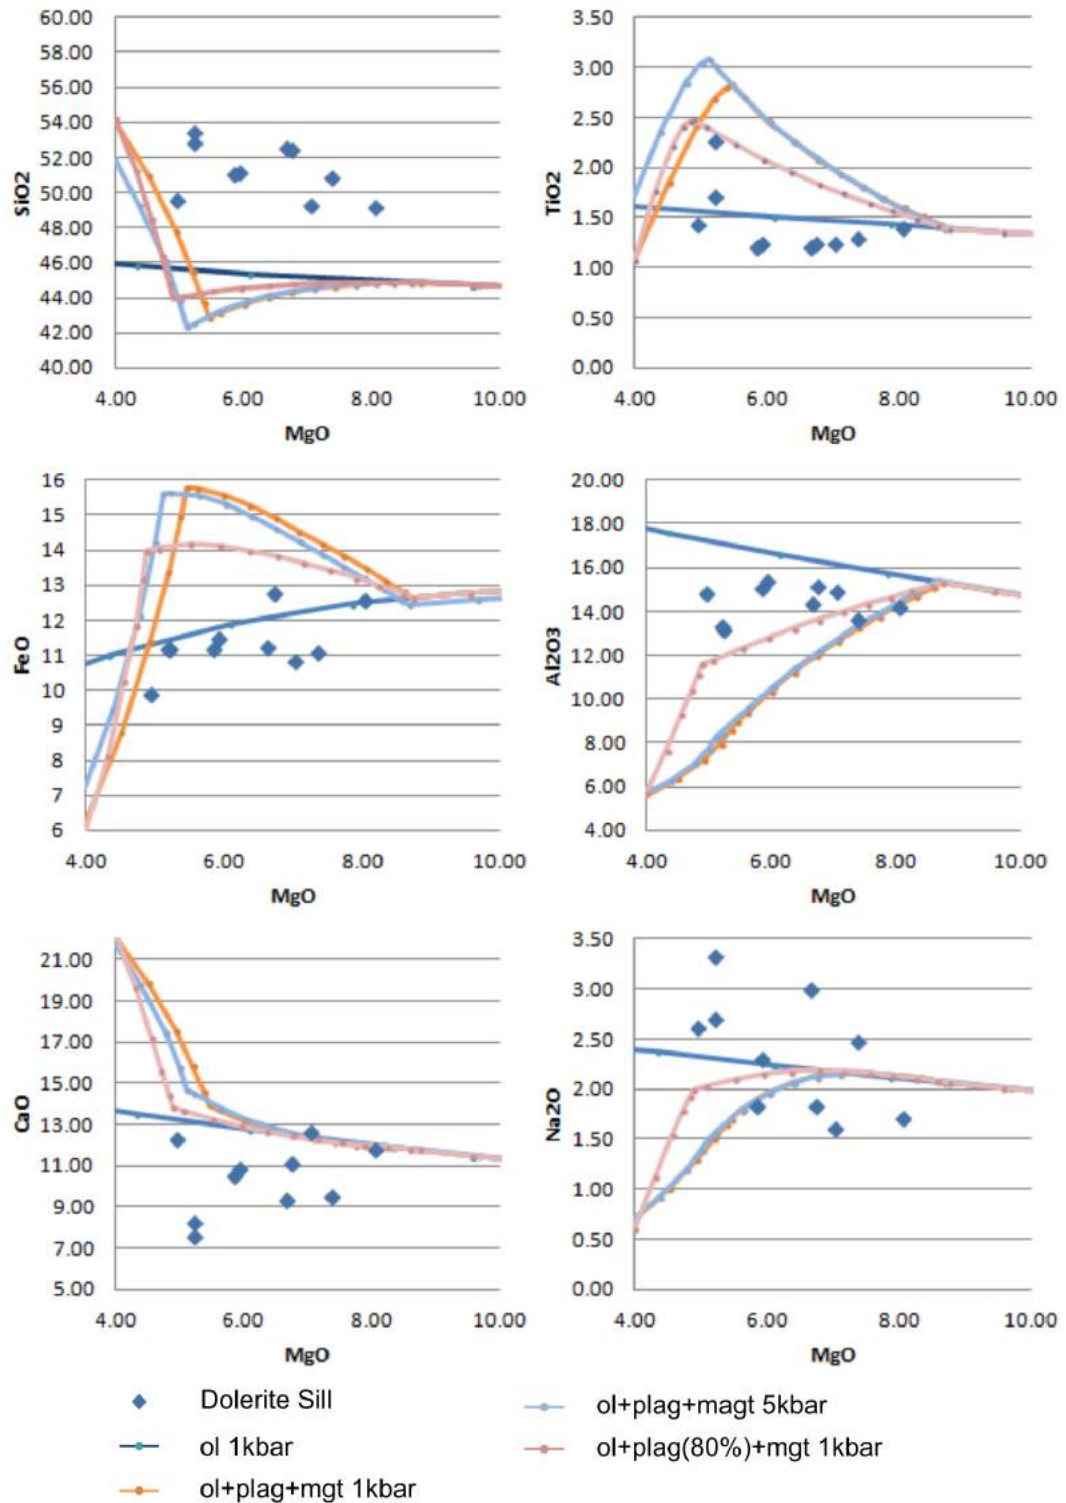 60.00
58.00
56.00
54.00
52.00
50.00
48.00
46.00
44.00
42.00
40.00
SiO2
4.00 6.00 8.00 10.00
MgO
3.50
3.00
2.50
2.00
1.50
1.00
0.50
0.00
TiO2
4.00 6.00 8.00 10.00
MgO
16
15
14
13
12
11
10
9
8
7
6
FeO
4.00 6.00 8.00 10.00
MgO
20.00
18.00
16.00
14.00
12.00
10.00
8.00
6.00
4.00
Al2O3
4.00 6.00 8.00 10.00
MgO
21.00
19.00
17.00
15.00
13.00
11.00
9.00
7.00
5.00
CaO
4.00 6.00 8.00 10.00
MgO
3.50
3.00
2.50
2.00
1.50
1.00
0.50
0.00
Na2O
4.00 6.00 8.00 10.00
MgO
Dolerite Sill
ol 1kbar
ol+plag+mgt 1kbar
ol+plag+magt 5kbar
ol+plag(80%)+mgt 1kbar